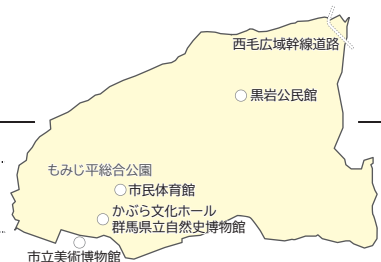 西毛広域幹線道路
黒岩公民館
もみじ平総合公園
市民体育館
かぶら文化ホール
群馬県立自然史博物館
市立美術博物館